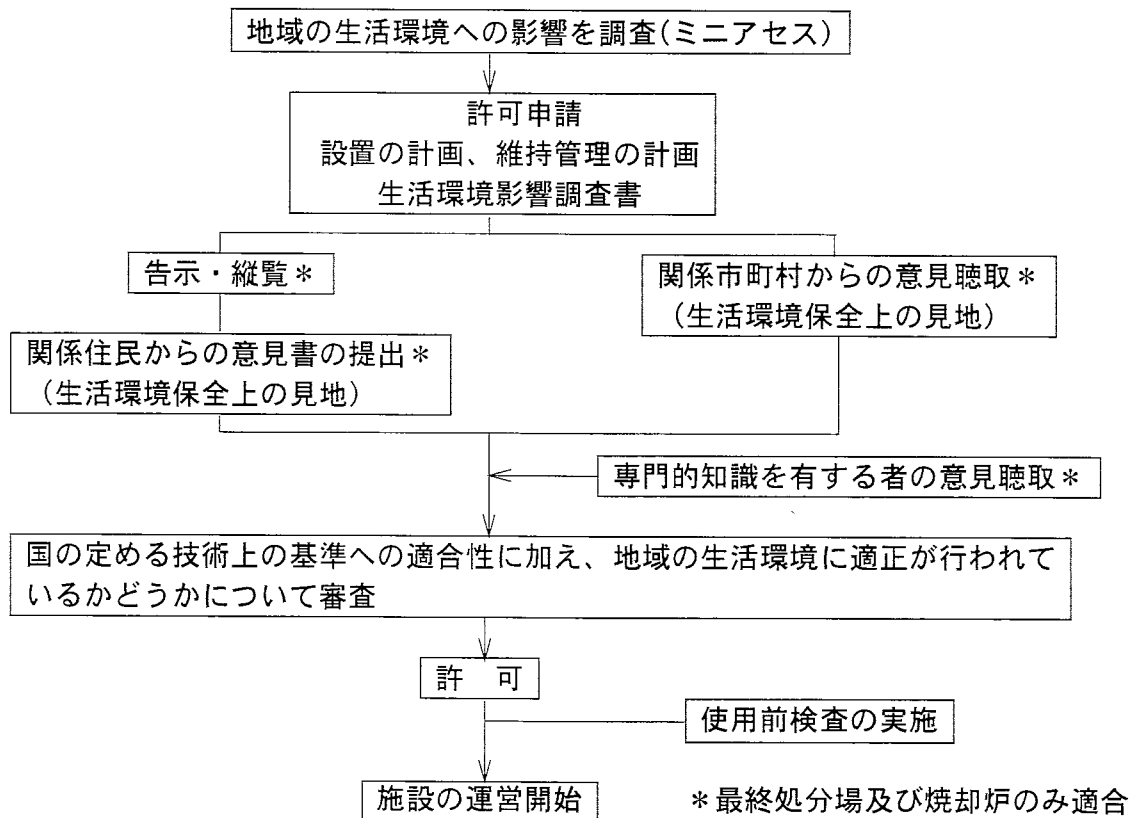 地域の生活環境への影響を調査(ミニアセス)
許可申請
設置の計画、維持管理の計画
生活環境影響調査書
告示・縦覧＊
関係市町村からの意見聴取＊
（生活環境保全上の見地）
関係住民からの意見書の提出＊
（生活環境保全上の見地）
専門的知識を有する者の意見聴取＊
国の定める技術上の基準への適合性に加え、地域の生活環境に適正が行われて
いるかどうかについて審査
許　可
使用前検査の実施
施設の運営開始
＊最終処分場及び焼却炉のみ適合